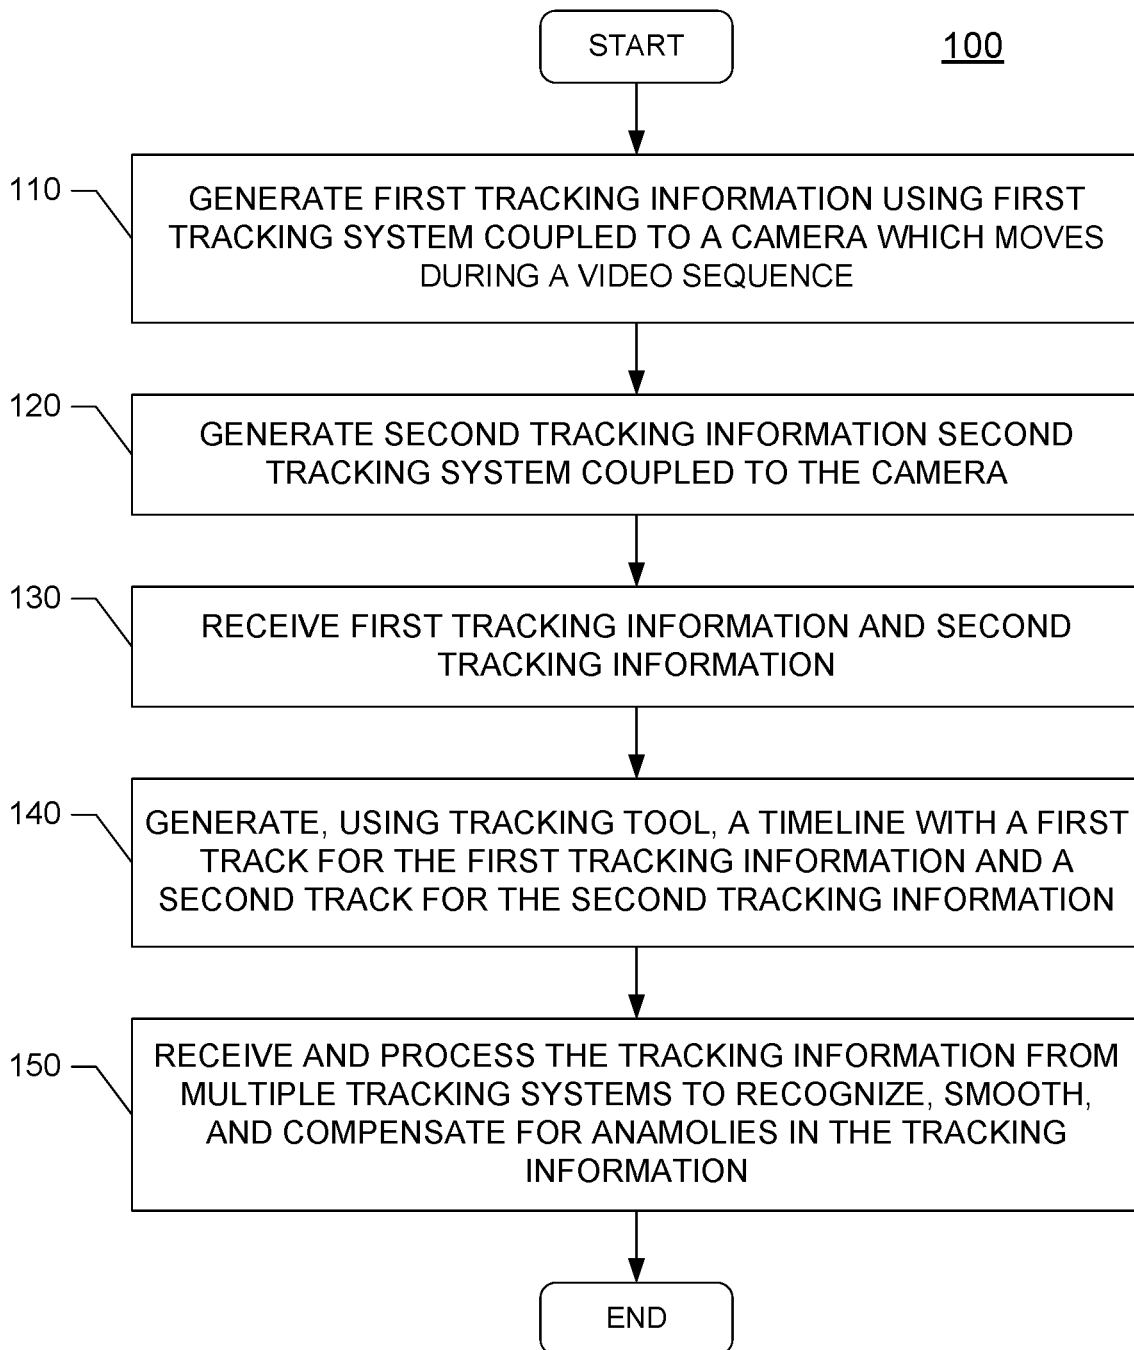 START
100
110
GENERATE FIRST TRACKING INFORMATION USING FIRST
TRACKING SYSTEM COUPLED TO A CAMERA WHICH MOVES
DURING A VIDEO SEQUENCE
120
GENERATE SECOND TRACKING INFORMATION SECOND
TRACKING SYSTEM COUPLED TO THE CAMERA
130
RECEIVE FIRST TRACKING INFORMATION AND SECOND
TRACKING INFORMATION
140
GENERATE, USING TRACKING TOOL, A TIMELINE WITH A FIRST
TRACK FOR THE FIRST TRACKING INFORMATION AND A
SECOND TRACK FOR THE SECOND TRACKING INFORMATION
150
RECEIVE AND PROCESS THE TRACKING INFORMATION FROM
MULTIPLE TRACKING SYSTEMS TO RECOGNIZE, SMOOTH,
AND COMPENSATE FOR ANAMOLIES IN THE TRACKING
INFORMATION
END